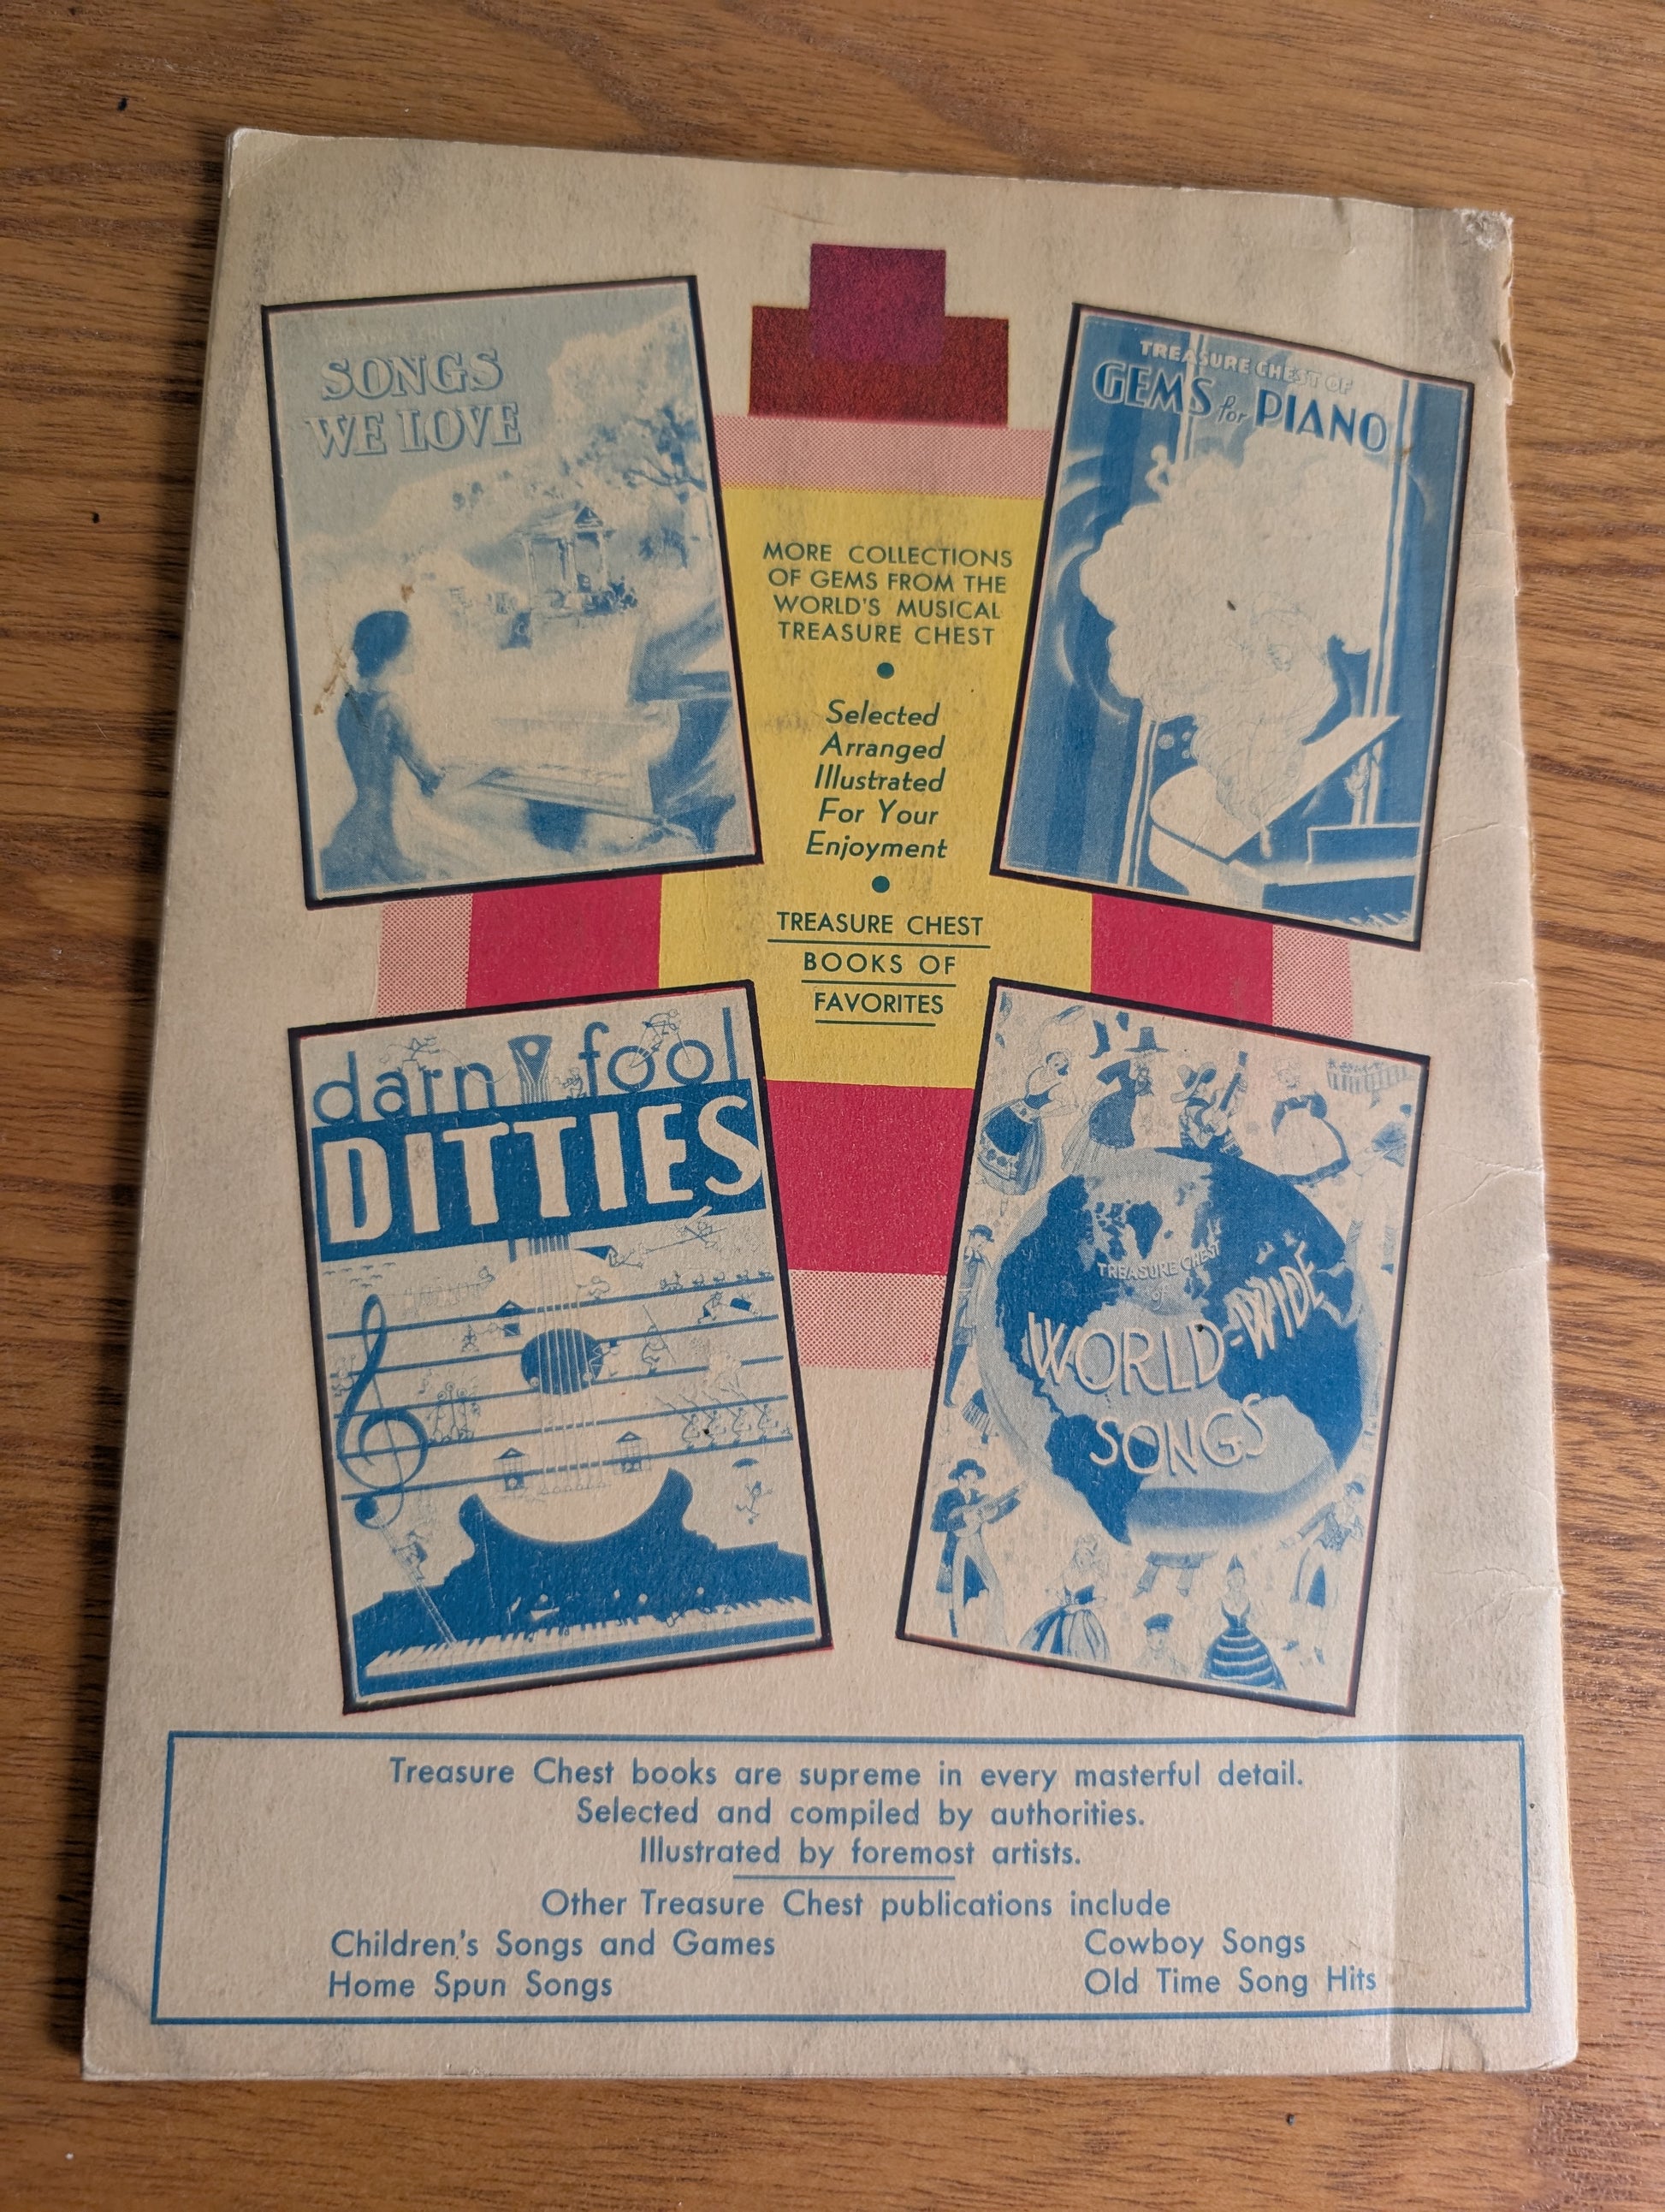 SONGS
WE LOVE
TREASURE CHEST OF
GEMS for PIANO
MORE COLLECTIONS
OF GEMS FROM THE
WORLD'S MUSICAL
TREASURE CHEST
Selected
Arranged
Illustrated
For Your
Enjoyment
TREASURE CHEST
BOOKS OF
FAVORITES
darn fool
DITTIES
TREASURE CHEST
OF
WORLD-WIDE
SONGS
Treasure Chest books are supreme in every masterful detail.
Selected and compiled by authorities.
Illustrated by foremost artists.
Other Treasure Chest publications include
Children's Songs and Games
Home Spun Songs
Cowboy Songs
Old Time Song Hits